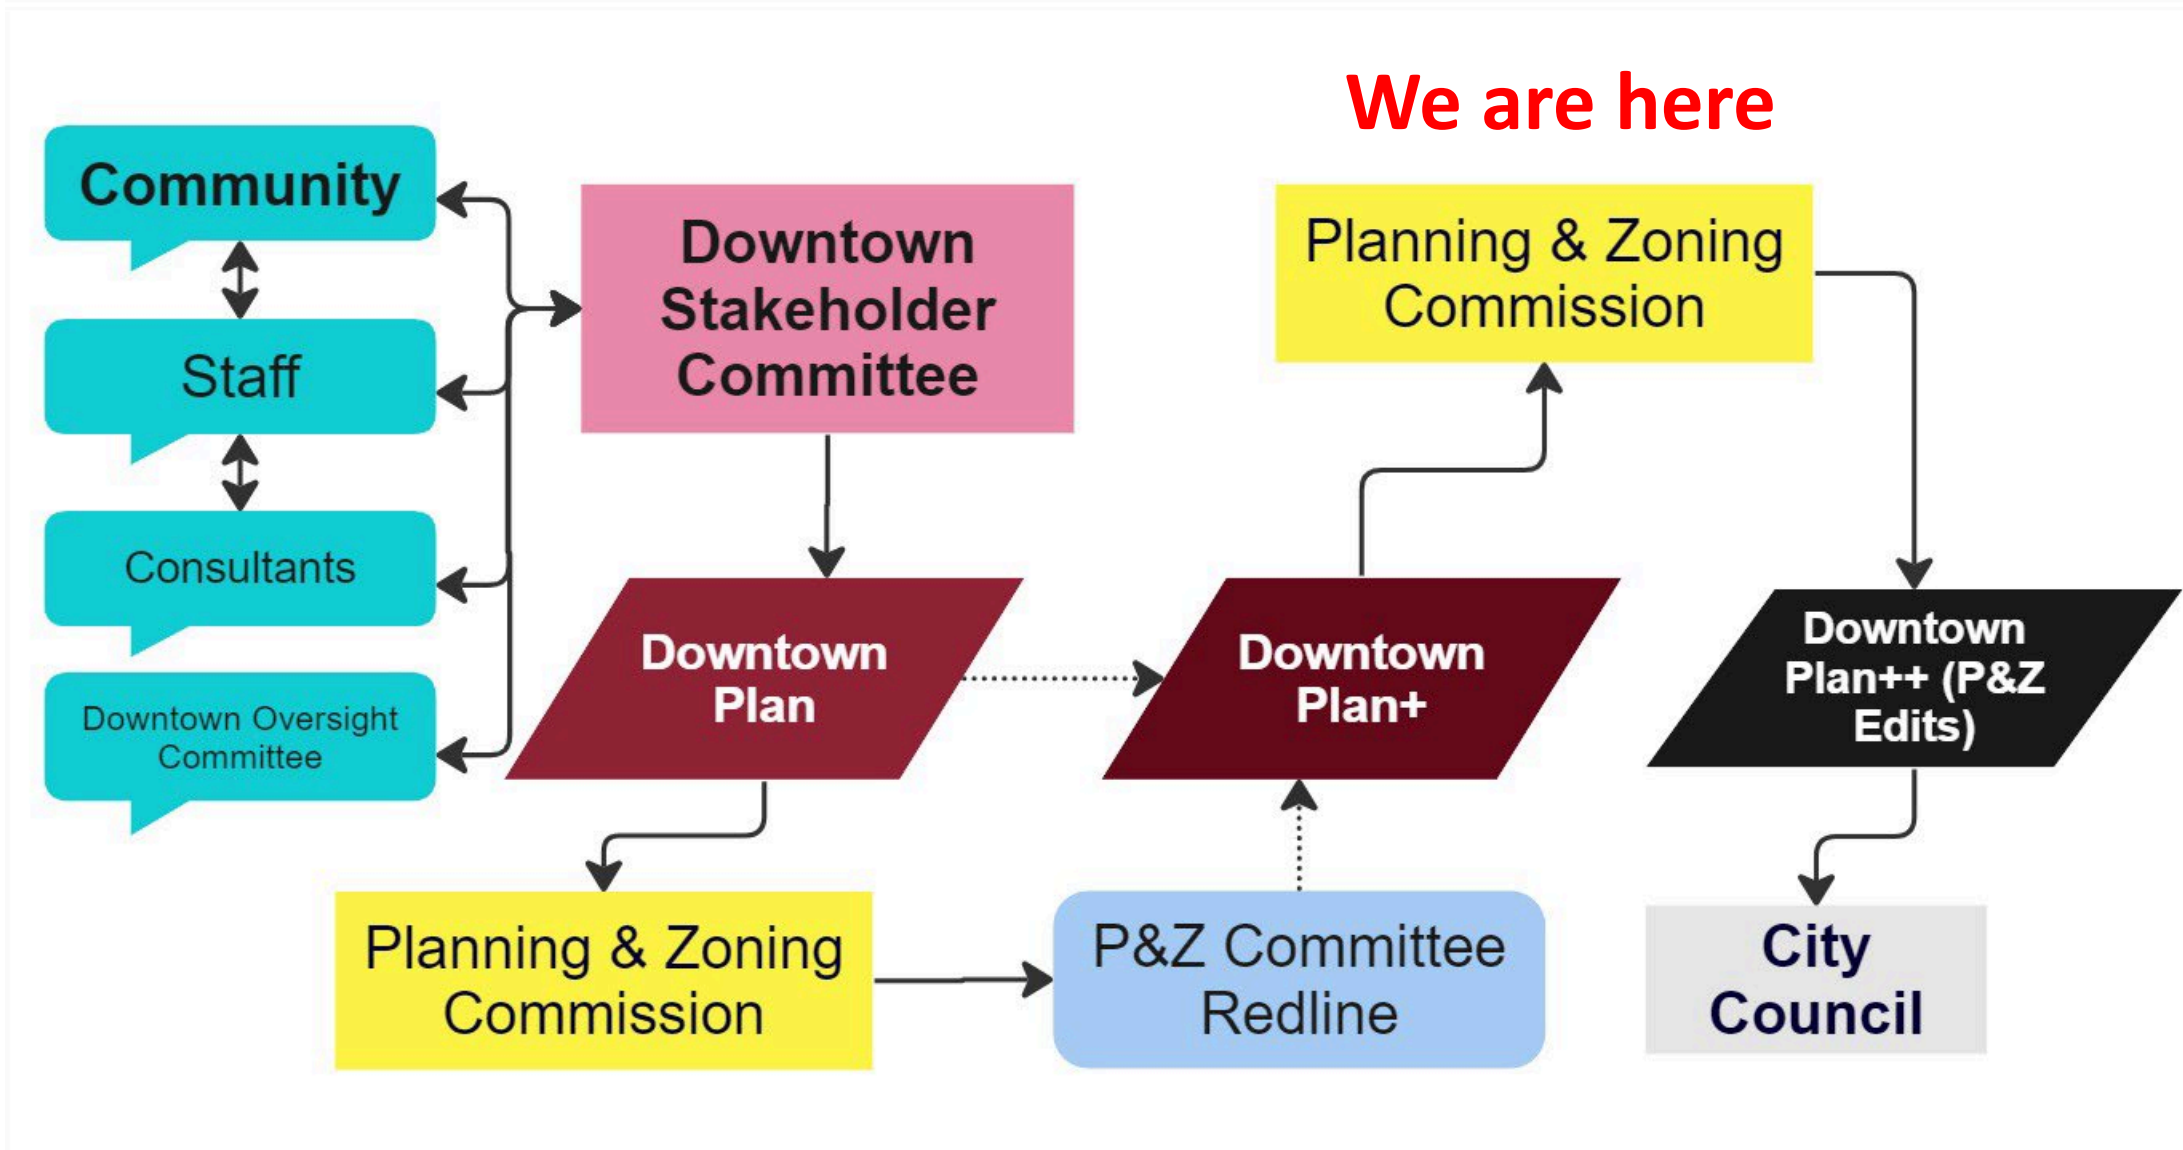 We are here
Community
Staff
Consultants
Downtown Oversight
Committee
Downtown
Stakeholder
Committee
Downtown
Plan
Planning & Zoning
Commission
P&Z Committee
Redline
Downtown
Plan+
Planning & Zoning
Commission
Downtown
Plan++ (P&Z
Edits)
City
Council